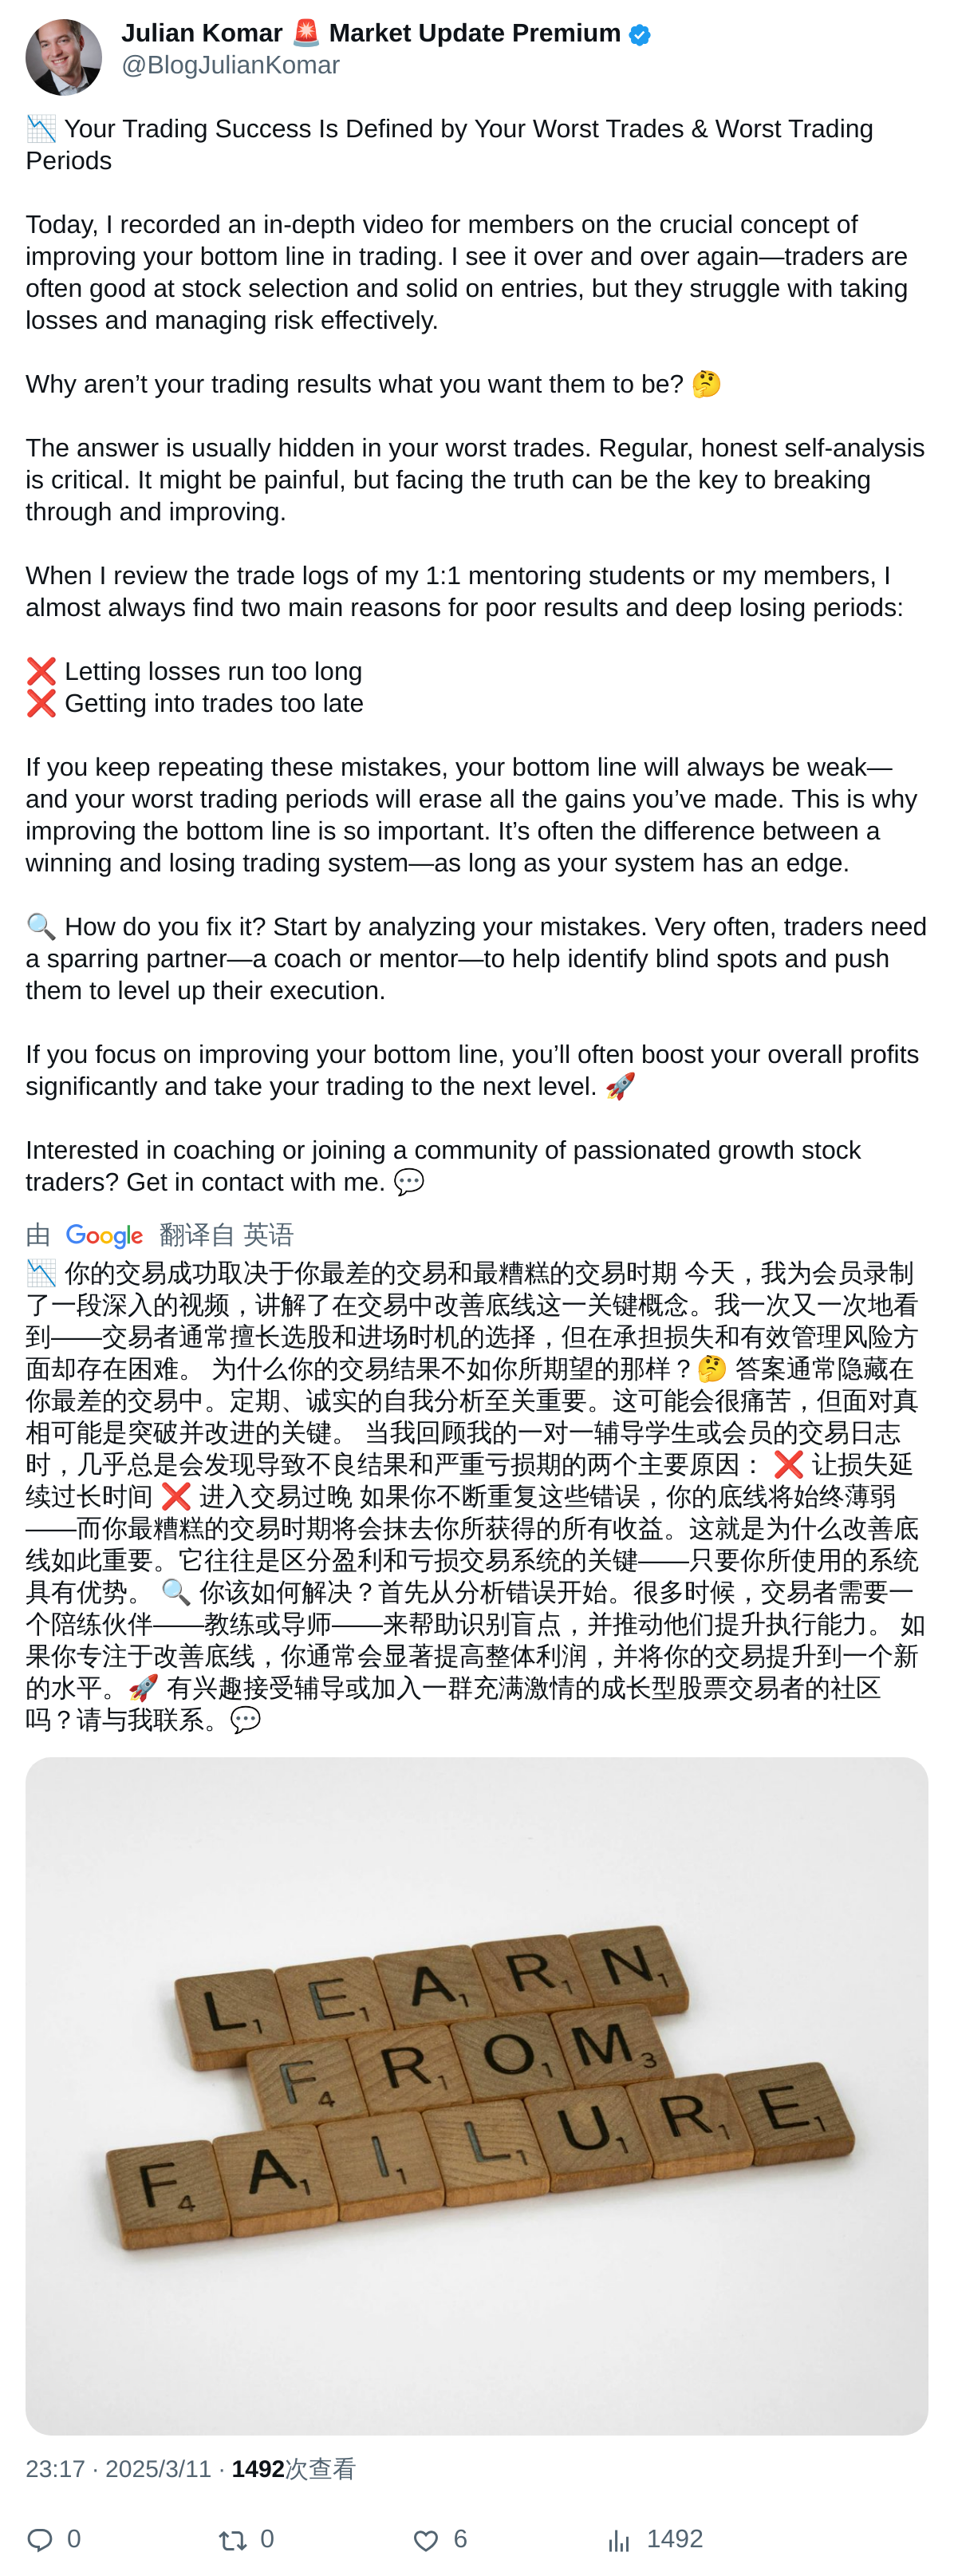 Julian Komar 🚨 Market Update Premium
@BlogJulianKomar
📉 Your Trading Success Is Defined by Your Worst Trades & Worst Trading
Periods
Today, I recorded an in-depth video for members on the crucial concept of
improving your bottom line in trading. I see it over and over again—traders are
often good at stock selection and solid on entries, but they struggle with taking
losses and managing risk effectively.
Why aren’t your trading results what you want them to be? 🤔
The answer is usually hidden in your worst trades. Regular, honest self-analysis
is critical. It might be painful, but facing the truth can be the key to breaking
through and improving.
When I review the trade logs of my 1:1 mentoring students or my members, I
almost always find two main reasons for poor results and deep losing periods:
❌ Letting losses run too long
❌ Getting into trades too late
If you keep repeating these mistakes, your bottom line will always be weak—
and your worst trading periods will erase all the gains you’ve made. This is why
improving the bottom line is so important. It’s often the difference between a
winning and losing trading system—as long as your system has an edge.
🔍 How do you fix it? Start by analyzing your mistakes. Very often, traders need
a sparring partner—a coach or mentor—to help identify blind spots and push
them to level up their execution.
If you focus on improving your bottom line, you’ll often boost your overall profits
significantly and take your trading to the next level. 🚀
Interested in coaching or joining a community of passionated growth stock
traders? Get in contact with me. 💬
由 Google 翻译自 英语
📉 你的交易成功取决于你最差的交易和最糟糕的交易时期 今天，我为会员录制
了一段深入的视频，讲解了在交易中改善底线这一关键概念。我一次又一次地看
到——交易者通常擅长选股和进场时机的选择，但在承担损失和有效管理风险方
面却存在困难。 为什么你的交易结果不如你所期望的那样？🤔 答案通常隐藏在
你最差的交易中。定期、诚实的自我分析至关重要。这可能会很痛苦，但面对真
相可能是突破并改进的关键。 当我回顾我的一对一辅导学生或会员的交易日志
时，几乎总是会发现导致不良结果和严重亏损期的两个主要原因： ❌ 让损失延
续过长时间 ❌ 进入交易过晚 如果你不断重复这些错误，你的底线将始终薄弱
——而你最糟糕的交易时期将会抹去你所获得的所有收益。这就是为什么改善底
线如此重要。它往往是区分盈利和亏损交易系统的关键——只要你所使用的系统
具有优势。 🔍 你该如何解决？首先从分析错误开始。很多时候，交易者需要一
个陪练伙伴——教练或导师——来帮助识别盲点，并推动他们提升执行能力。 如
果你专注于改善底线，你通常会显著提高整体利润，并将你的交易提升到一个新
的水平。🚀 有兴趣接受辅导或加入一群充满激情的成长型股票交易者的社区
吗？请与我联系。💬
L1 E1 A1 R1 N1
F4 R1 O1 M3
F4 A1 I1 L1 U1 R1 E1
23:17 · 2025/3/11 · 1492次查看
0 0 6 1492